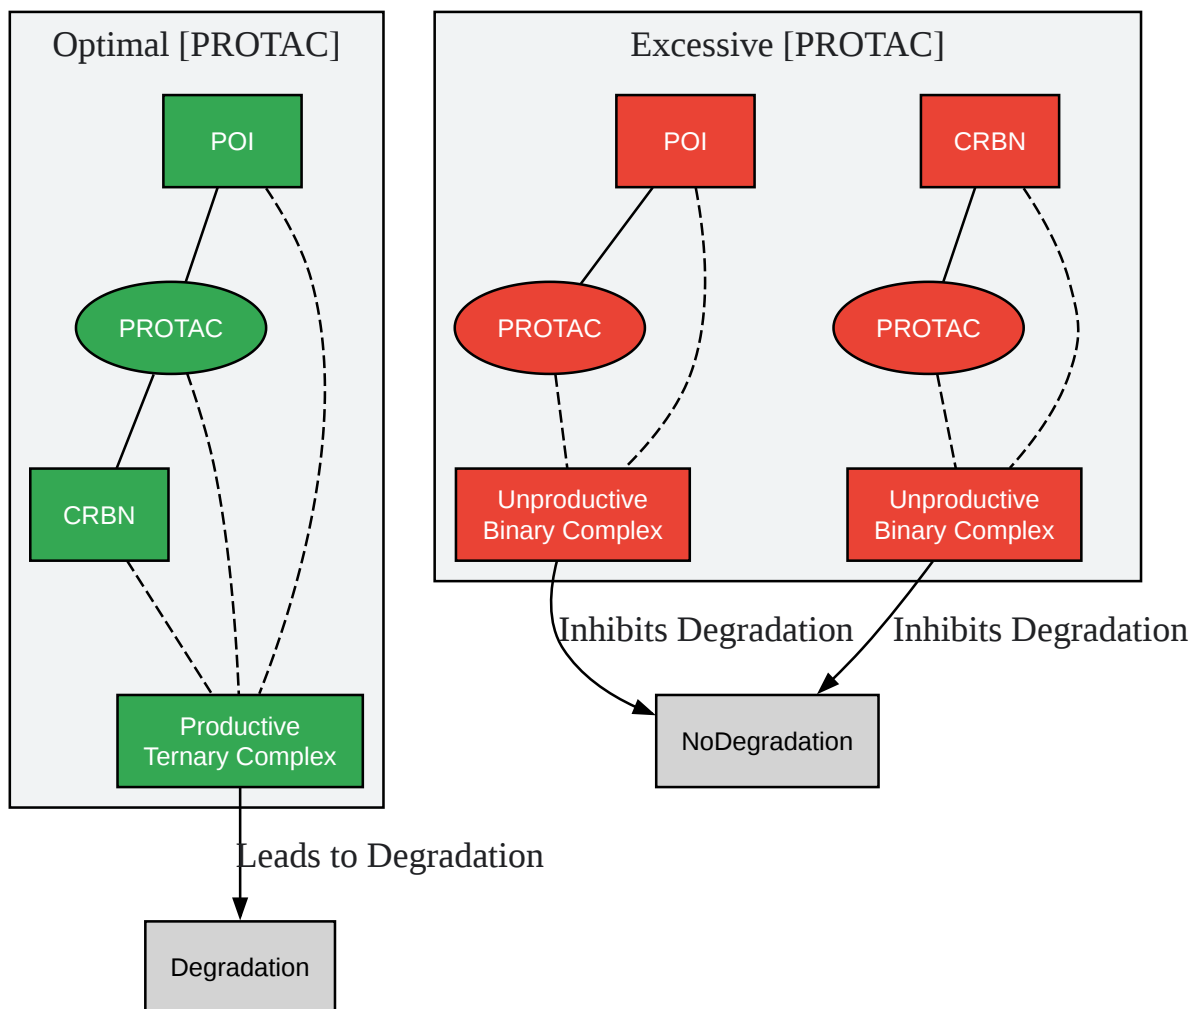 Optimal [PROTAC]
POI
PROTAC
CRBN
Productive
Ternary Complex
Leads to Degradation
Degradation
Excessive [PROTAC]
POI
CRBN
PROTAC
PROTAC
Unproductive
Binary Complex
Unproductive
Binary Complex
Inhibits Degradation
Inhibits Degradation
NoDegradation